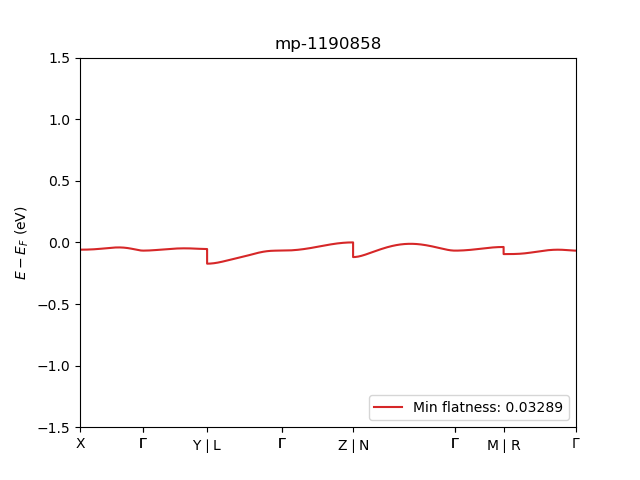 mp-1190858
E − E_F (eV)
1.5
1.0
0.5
0.0
−0.5
−1.0
−1.5
Min flatness: 0.03289
X Γ Y | L Γ Z | N Γ M | R Γ